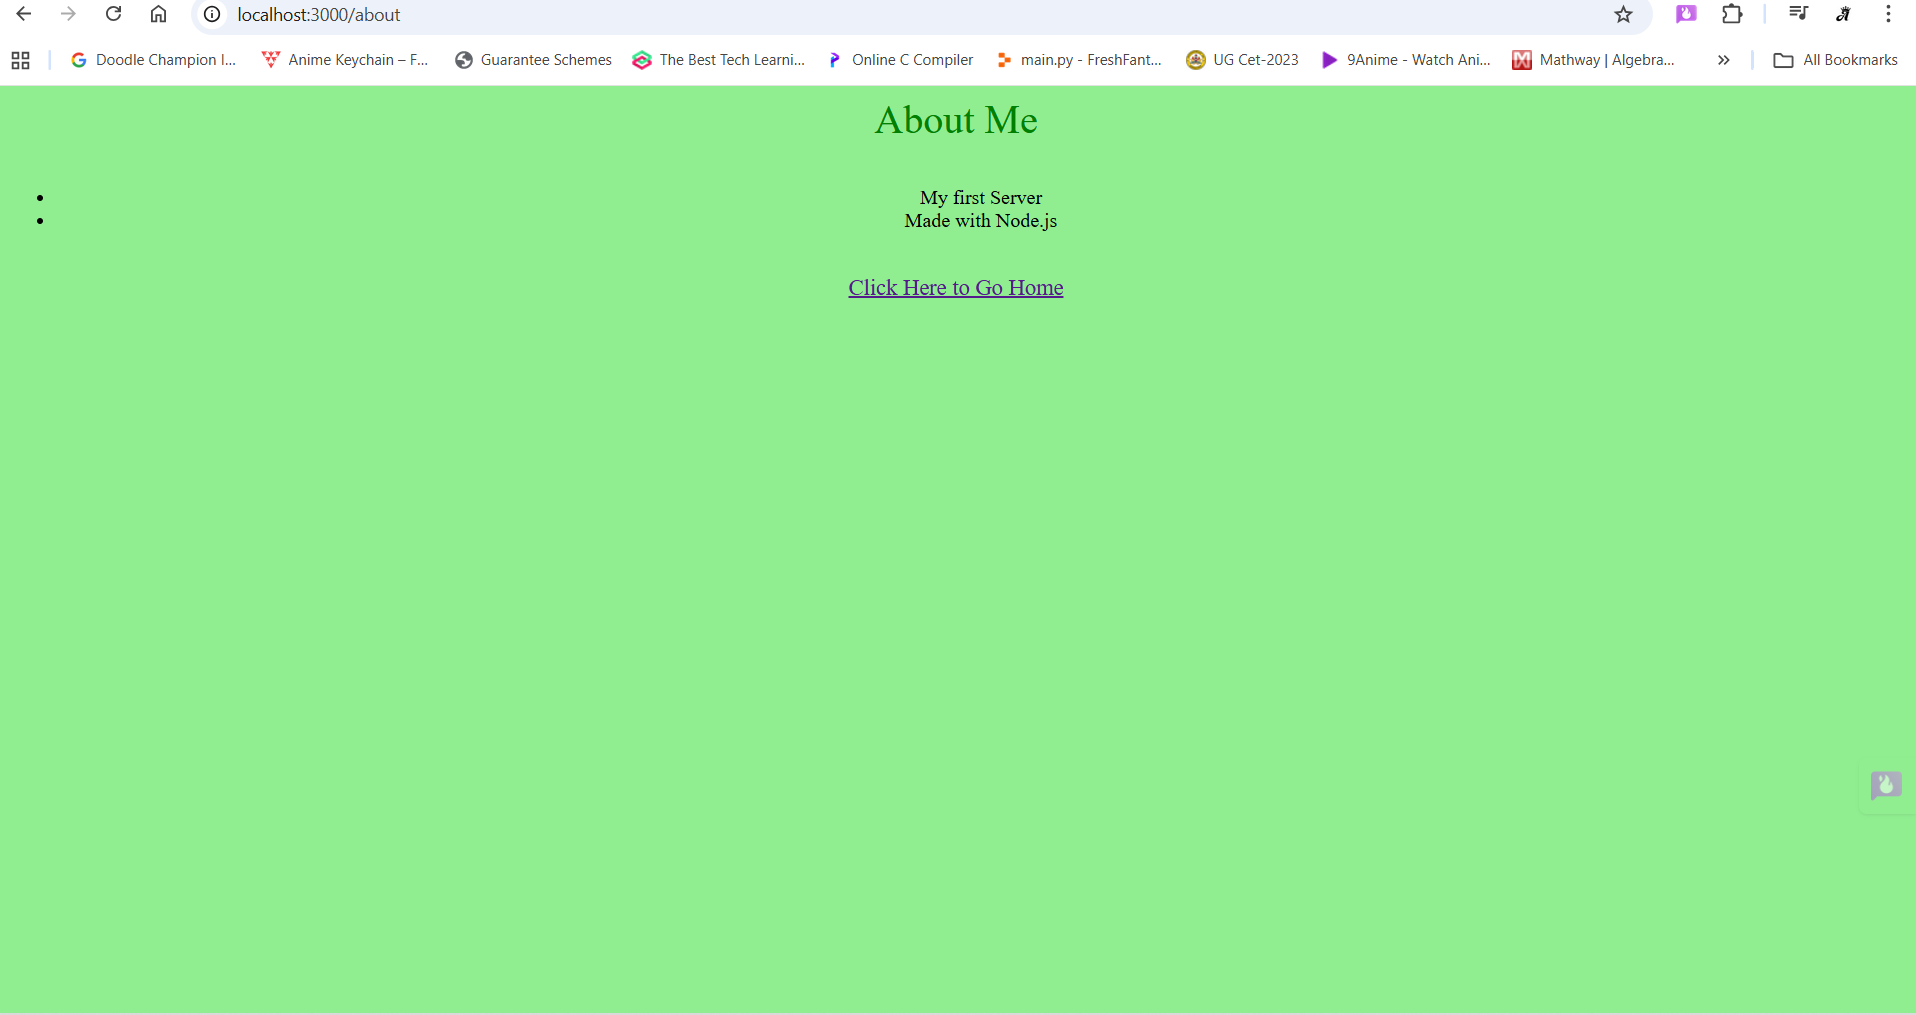 localhost:3000/about
Doodle Champion I... Anime Keychain – F... Guarantee Schemes The Best Tech Learni... Online C Compiler main.py - FreshFant... UG Cet-2023 9Anime - Watch Ani... Mathway | Algebra... » All Bookmarks
About Me
• My first Server
• Made with Node.js
Click Here to Go Home